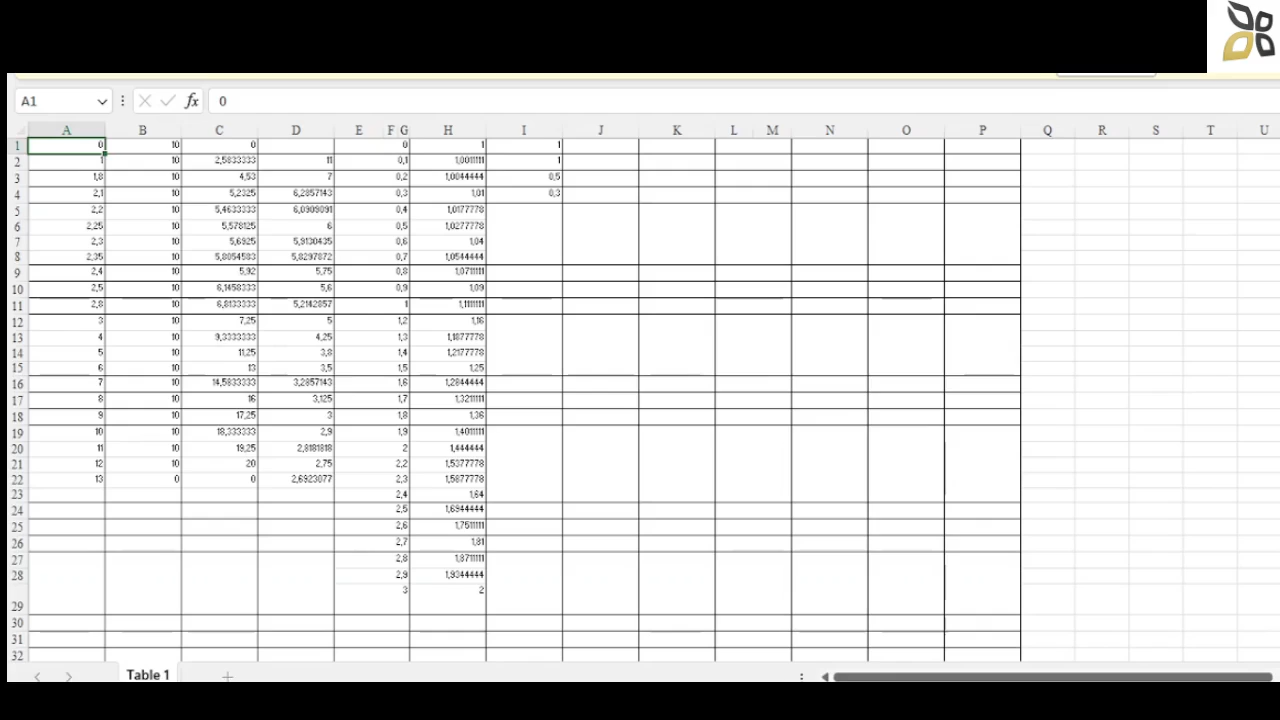 A1 fx 0
A B C D E F G H I J K L M N O P Q R S T U
1 0 10 0 0 1 1
2 1 10 2,5833333 11 0,1 1,0011111 1
3 1,8 10 4,53 7 0,2 1,0044444 0,5
4 2,1 10 5,2325 6,2857143 0,3 1,01 0,3
5 2,2 10 5,4633333 6,0909091 0,4 1,0177778
6 2,25 10 5,578125 6 0,5 1,0277778
7 2,3 10 5,6925 5,9130435 0,6 1,04
8 2,35 10 5,8054583 5,8297872 0,7 1,0544444
9 2,4 10 5,92 5,75 0,8 1,0711111
10 2,5 10 6,1458333 5,6 0,9 1,09
11 2,8 10 6,8133333 5,2142857 1 1,1111111
12 3 10 7,25 5 1,2 1,16
13 4 10 9,3333333 4,25 1,3 1,1877778
14 5 10 11,25 3,8 1,4 1,2177778
15 6 10 13 3,5 1,5 1,25
16 7 10 14,5833333 3,2857143 1,6 1,2844444
17 8 10 16 3,125 1,7 1,3211111
18 9 10 17,25 3 1,8 1,36
19 10 10 18,333333 2,9 1,9 1,4011111
20 11 10 19,25 2,8181818 2 1,444444
21 12 10 20 2,75 2,2 1,5377778
22 13 0 0 2,6923077 2,3 1,5877778
23 2,4 1,64
24 2,5 1,6944444
25 2,6 1,7511111
26 2,7 1,81
27 2,8 1,8711111
28 2,9 1,9344444
3 2
29
30
31
32
Table 1